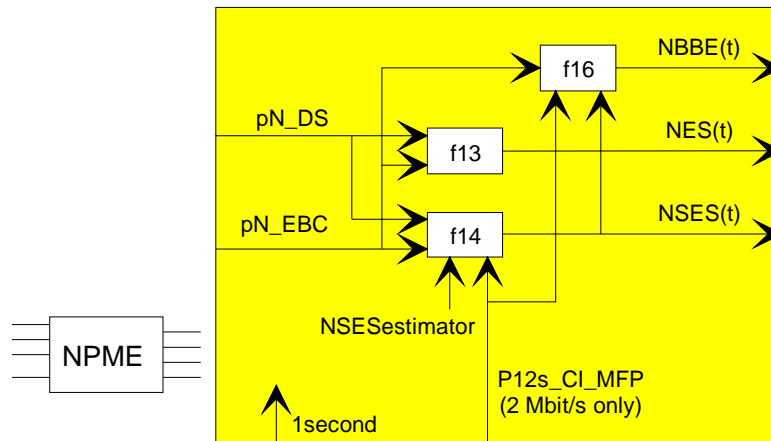 NBBE(t)
f16
pN_DS
NES(t)
f13
NSES(t)
pN_EBC
f14
NSESestimator
NPME
P12s_CI_MFP
(2 Mbit/s only)
1second